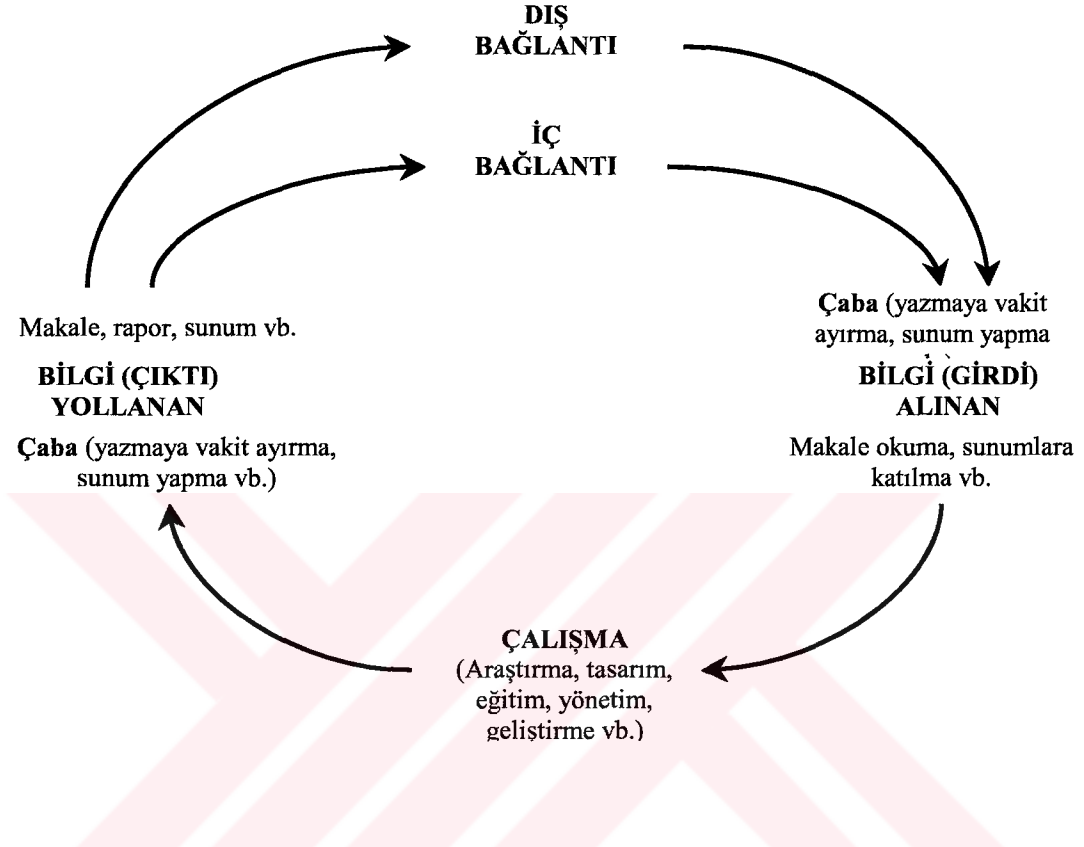 DIŞ
BAĞLANTI
İÇ
BAĞLANTI
Makale, rapor, sunum vb.
BİLGİ (ÇIKTI)
YOLLANAN
Çaba (yazmaya vakit ayırma,
sunum yapma vb.)
Çaba (yazmaya vakit
ayırma, sunum yapma
BİLGİ (GİRDİ)
ALINAN
Makale okuma, sunumlara
katılma vb.
ÇALIŞMA
(Araştırma, tasarım,
eğitim, yönetim,
geliştirme vb.)